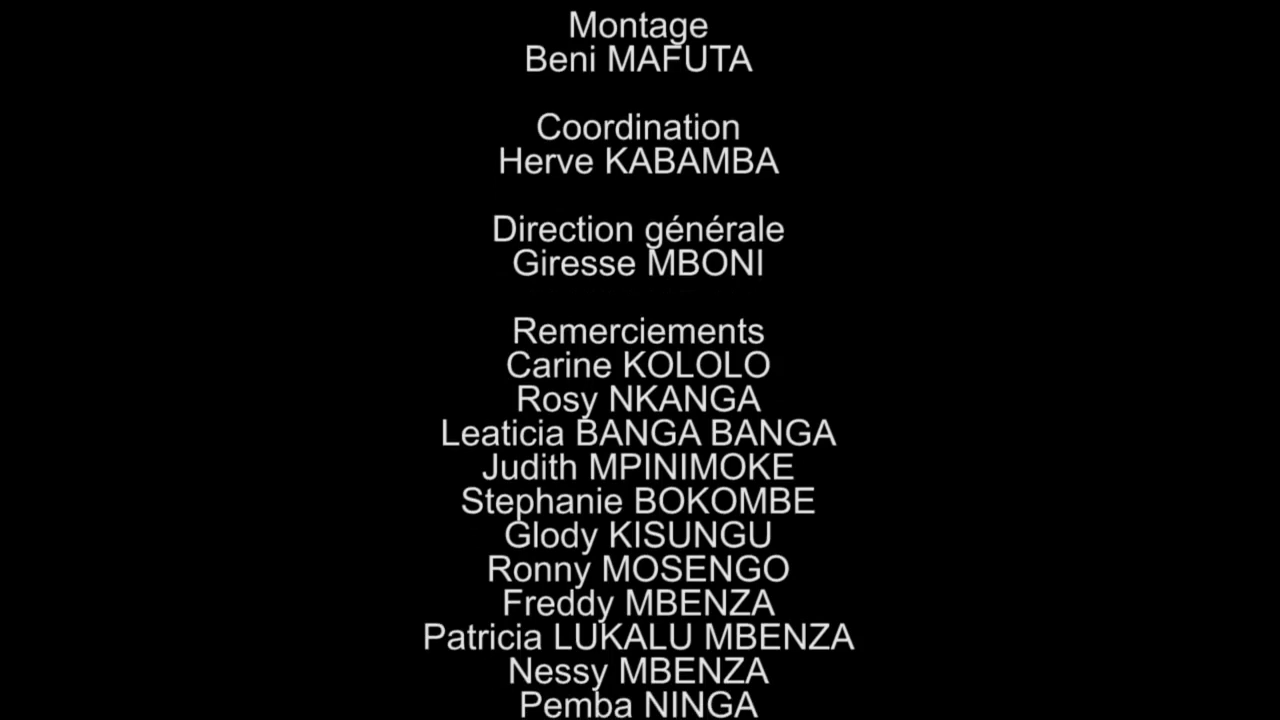 Montage
Beni MAFUTA
Coordination
Herve KABAMBA
Direction générale
Giresse MBONI
Remerciements
Carine KOLOLO
Rosy NKANGA
Leaticia BANGA BANGA
Judith MPINIMOKE
Stephanie BOKOMBE
Glody KISUNGU
Ronny MOSENGO
Freddy MBENZA
Patricia LUKALU MBENZA
Nessy MBENZA
Pemba NINGA